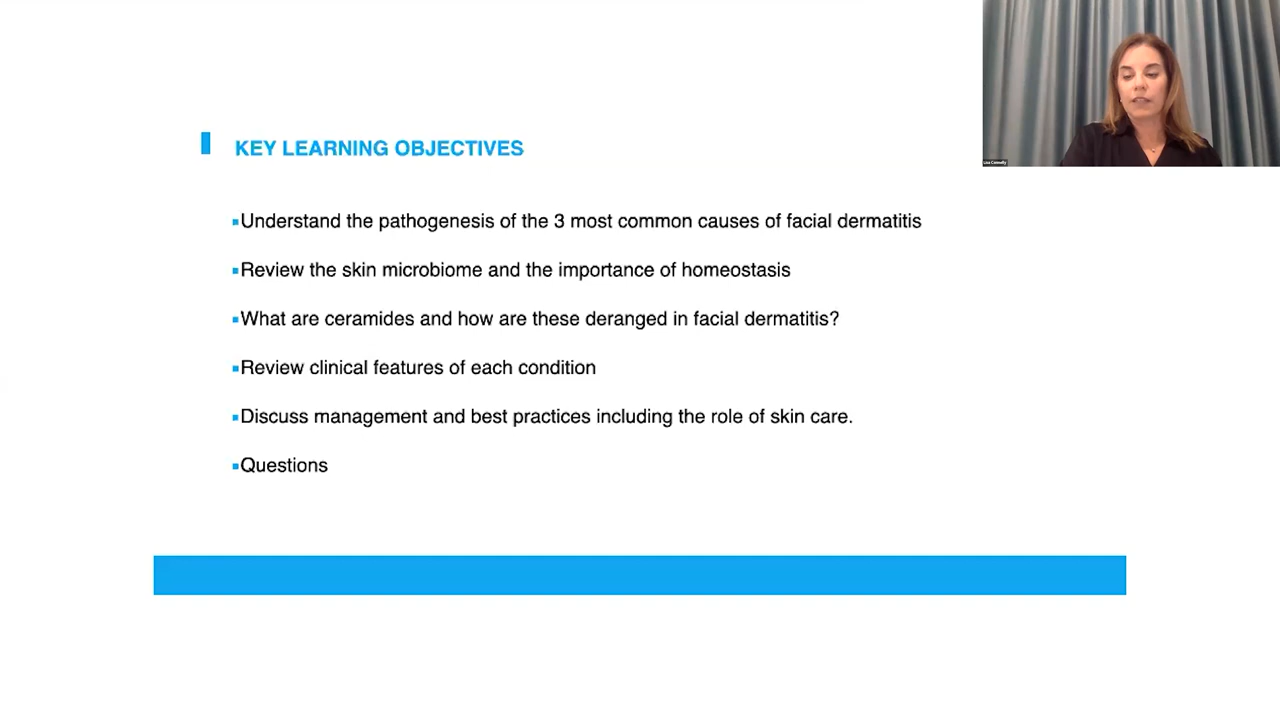 KEY LEARNING OBJECTIVES
Understand the pathogenesis of the 3 most common causes of facial dermatitis
Review the skin microbiome and the importance of homeostasis
What are ceramides and how are these deranged in facial dermatitis?
Review clinical features of each condition
Discuss management and best practices including the role of skin care.
Questions
Lisa Connolly